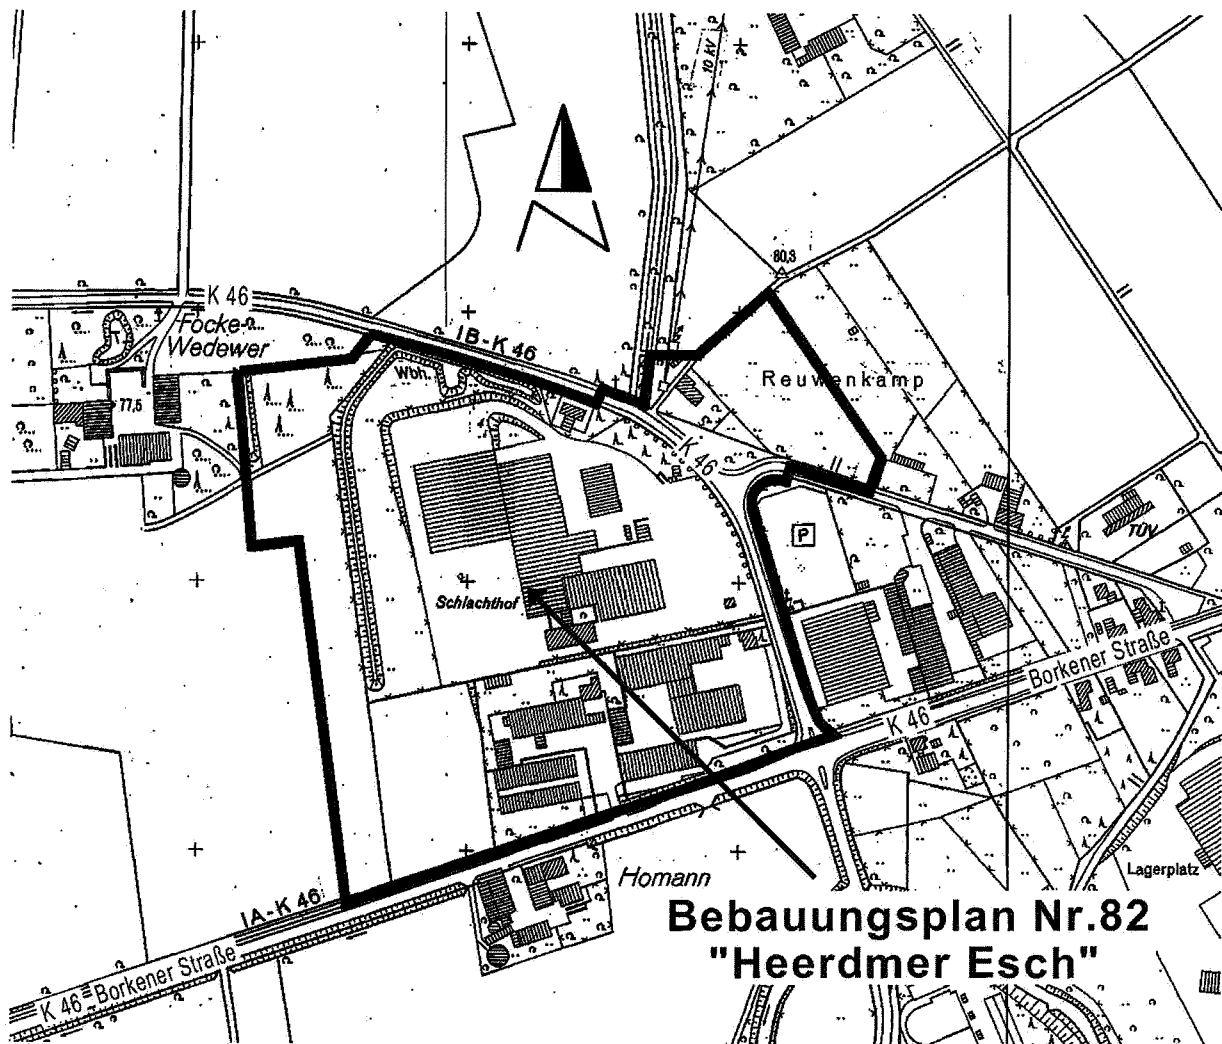 10 kV
80,3
K 46
Focke-
Wedewer
IB-K 46
Wbh.
77,5
Reuwenkamp
K 46
P
TÜV
Schlachthof
Borkener Straße
K 46
Lagerplatz
Homann
IA-K 46
Bebauungsplan Nr.82
"Heerdmer Esch"
K 46 Borkener Straße